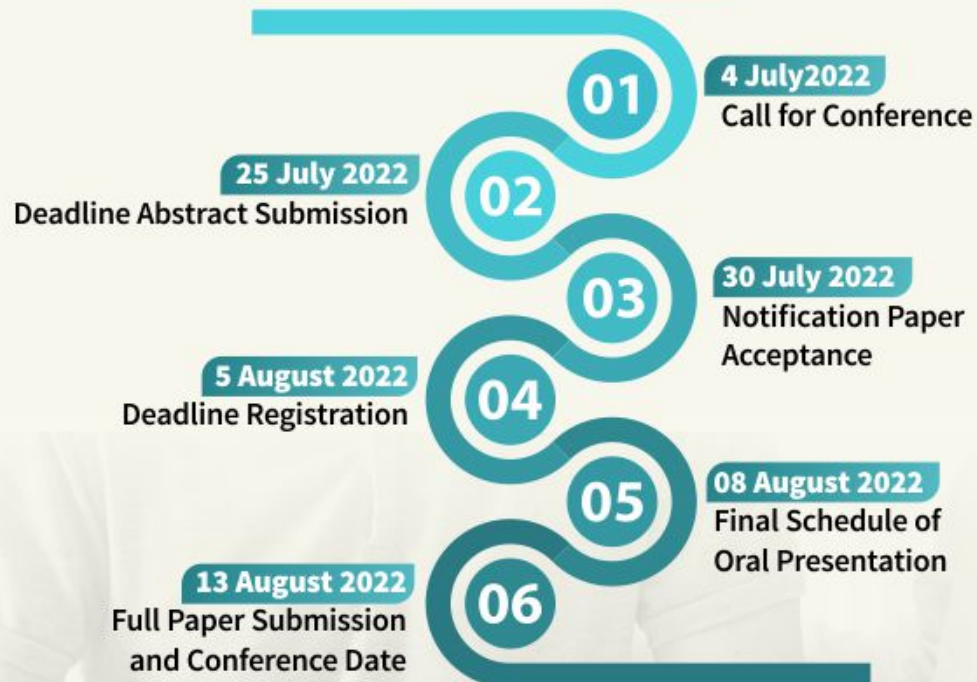 01
4 July2022
Call for Conference
25 July 2022
Deadline Abstract Submission
02
03
30 July 2022
Notification Paper
Acceptance
5 August 2022
Deadline Registration
04
05
08 August 2022
Final Schedule of
Oral Presentation
13 August 2022
Full Paper Submission
and Conference Date
06